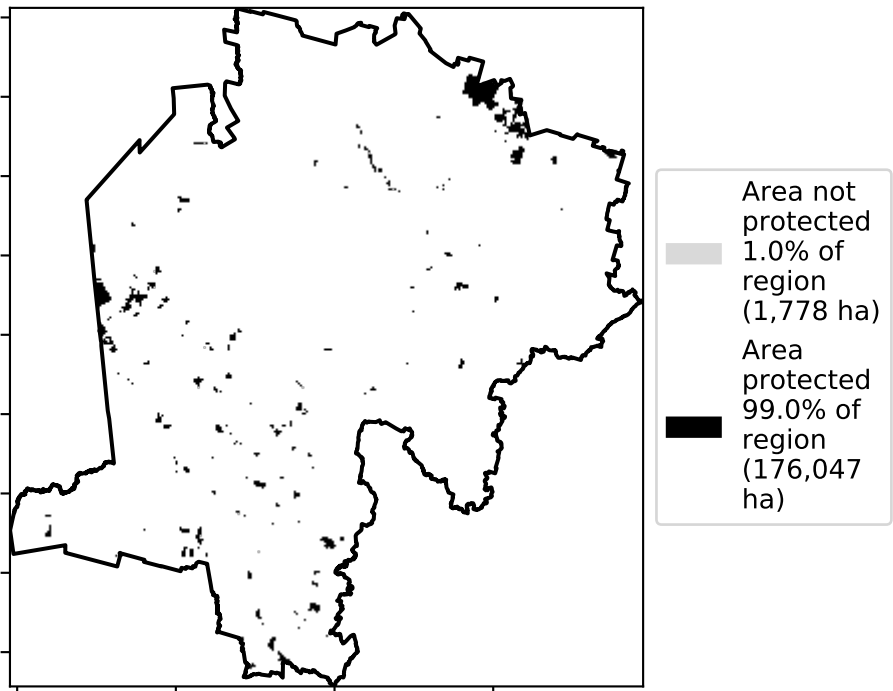 Area not
protected
1.0% of
region
(1,778 ha)
Area
protected
99.0% of
region
(176,047
ha)